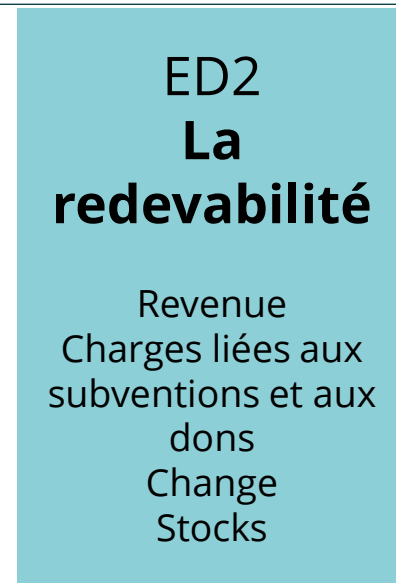 ED2
La
redevabilité
Revenue
Charges liées aux
subventions et aux
dons
Change
Stocks